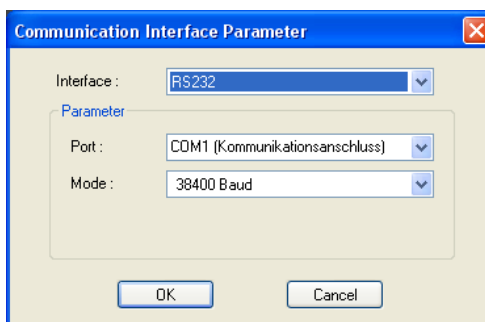 Communication Interface Parameter
Interface : RS232
Parameter
Port : COM1 (Kommunikationsanschluss)
Mode : 38400 Baud
OK Cancel